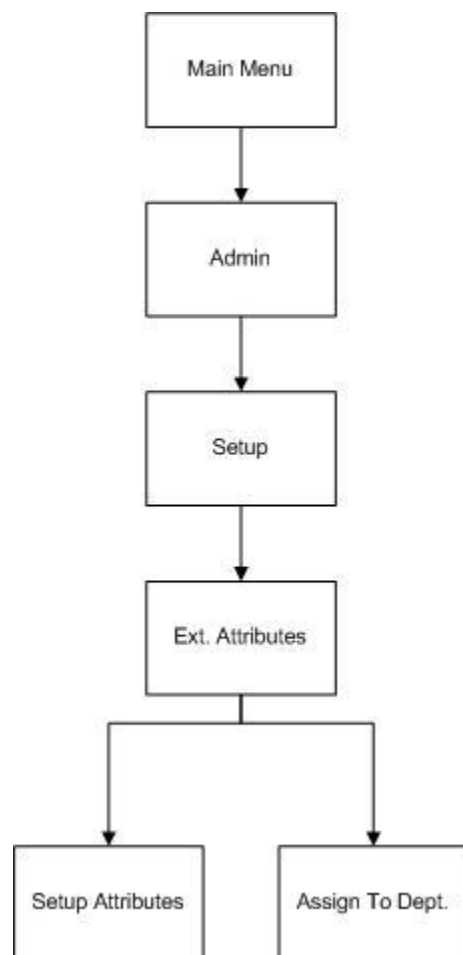 Main Menu
Admin
Setup
Ext. Attributes
Setup Attributes
Assign To Dept.